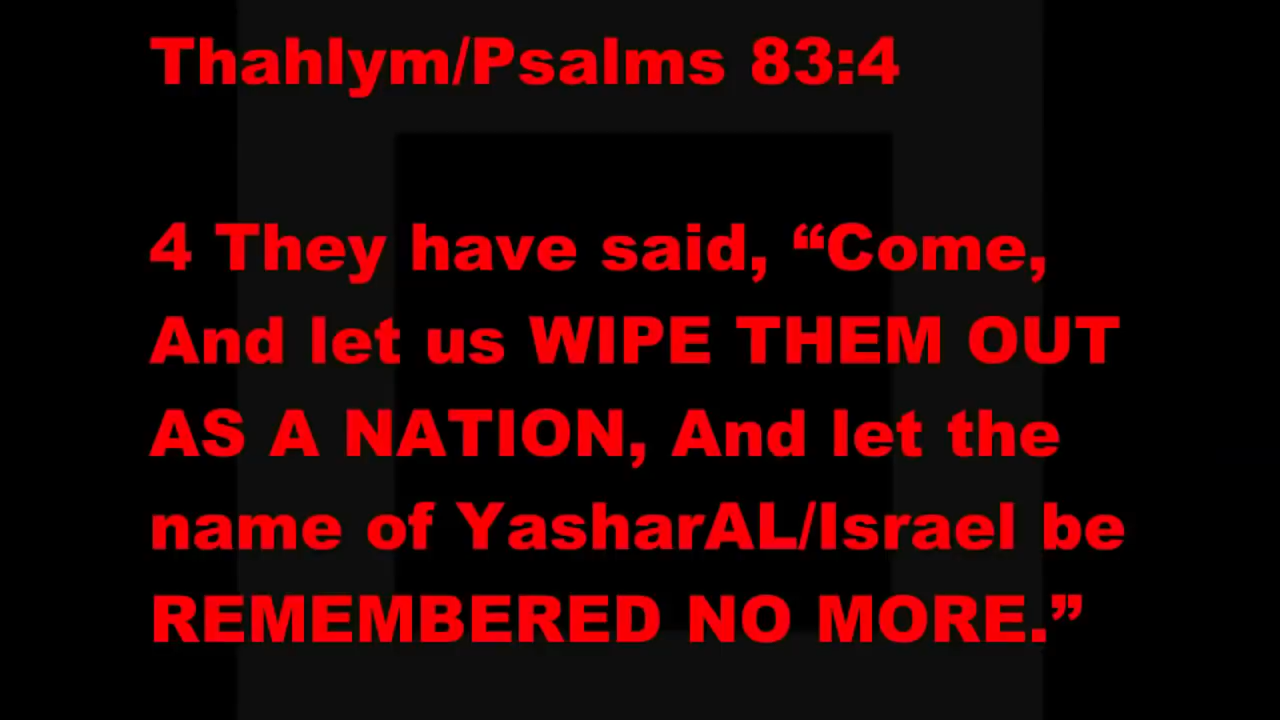 Thahlym/Psalms 83:4
4 They have said, “Come,
And let us WIPE THEM OUT
AS A NATION, And let the
name of YasharAL/Israel be
REMEMBERED NO MORE.”